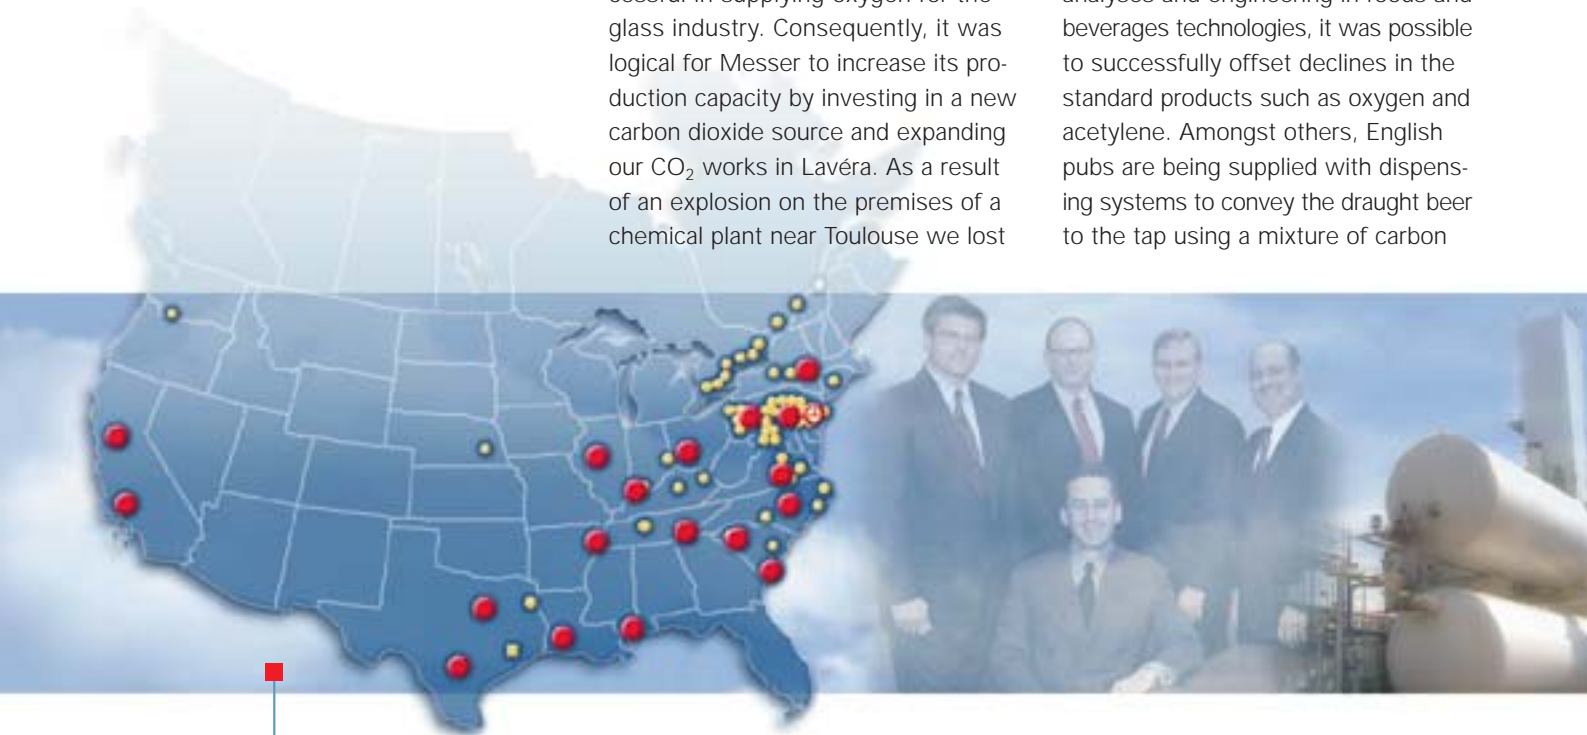 glass industry. Consequently, it was
logical for Messer to increase its pro-
duction capacity by investing in a new
carbon dioxide source and expanding
our CO₂ works in Lavéra. As a result
of an explosion on the premises of a
chemical plant near Toulouse we lost
beverages technologies, it was possible
to successfully offset declines in the
standard products such as oxygen and
acetylene. Amongst others, English
pubs are being supplied with dispens-
ing systems to convey the draught beer
to the tap using a mixture of carbon